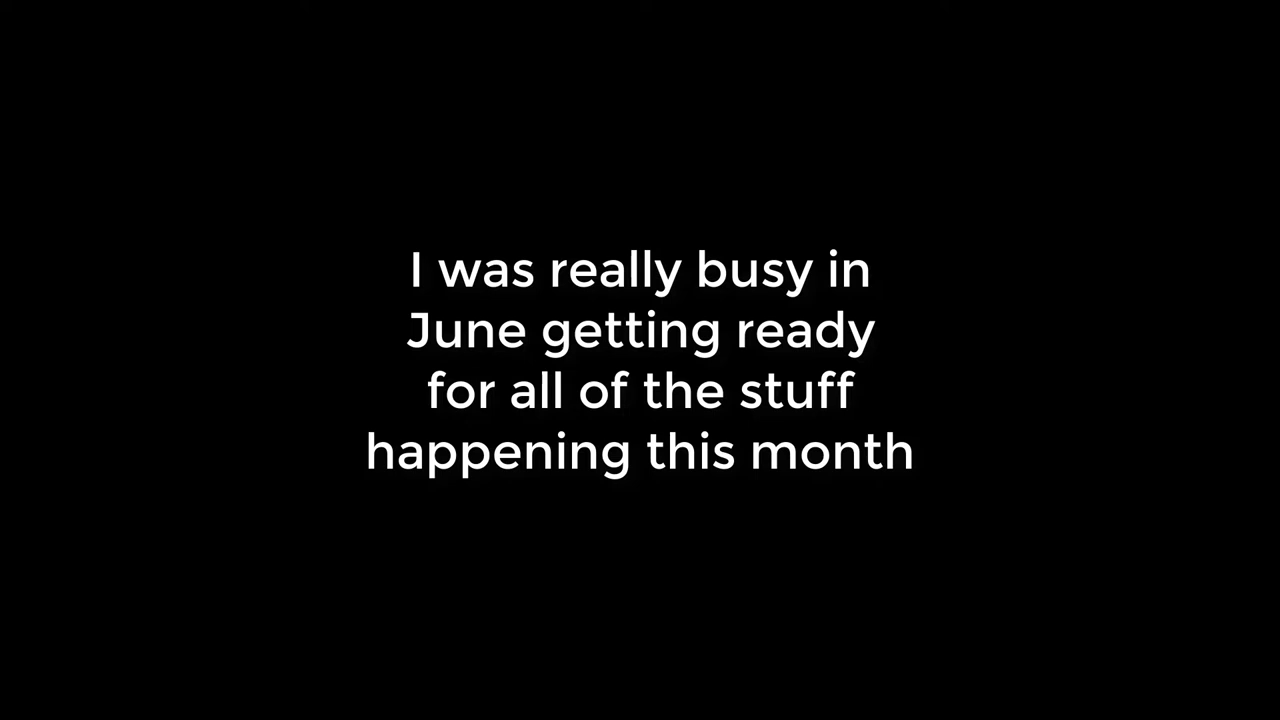 I was really busy in
June getting ready
for all of the stuff
happening this month